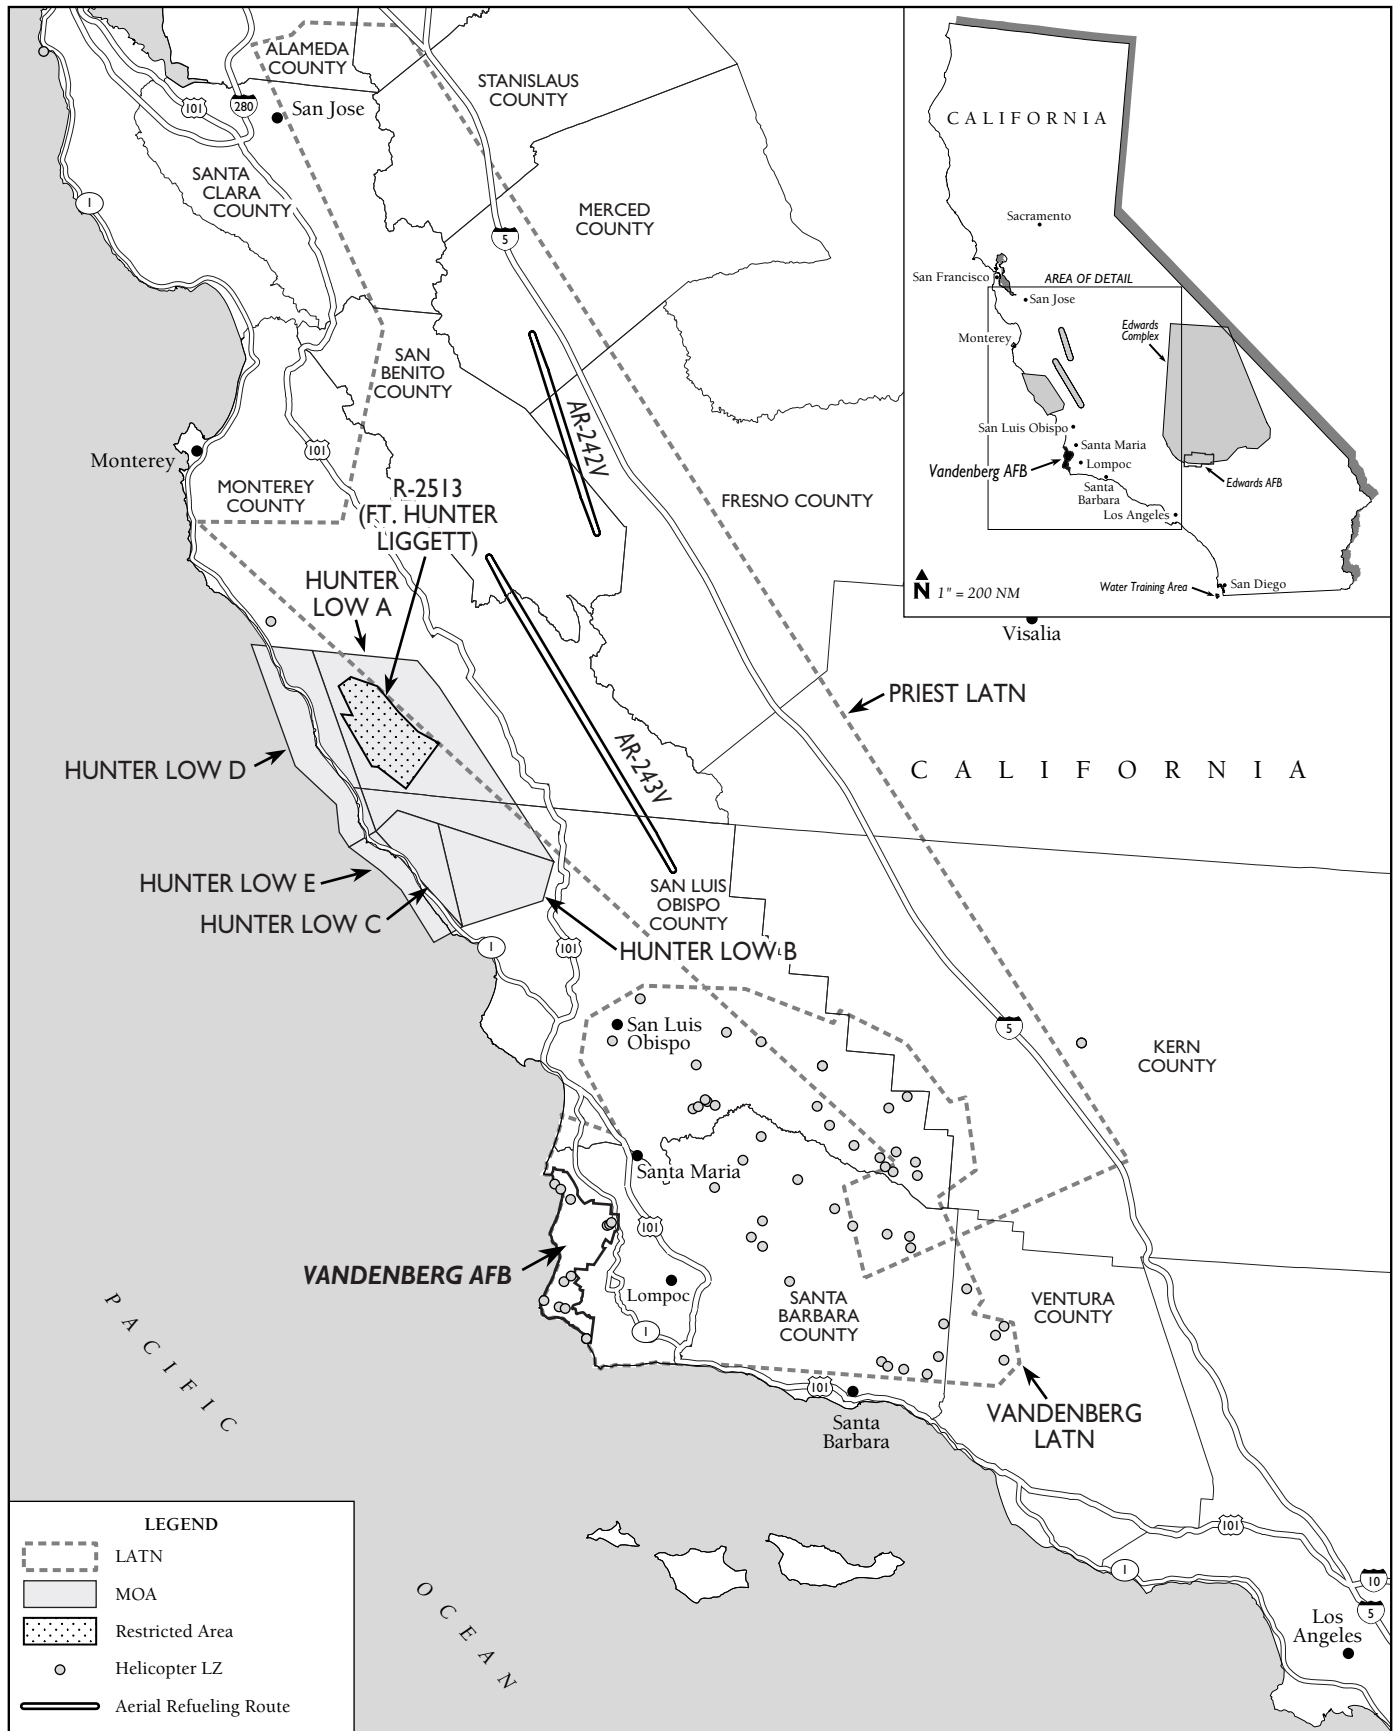 ALAMEDA
COUNTY
STANISLAUS
COUNTY
101
280
San Jose
SANTA
CLARA
COUNTY
1
MERCED
COUNTY
5
SAN
BENITO
COUNTY
AR-242V
101
Monterey
MONTEREY
COUNTY
R-2513
(FT. HUNTER
LIGGETT)
FRESNO COUNTY
HUNTER
LOW A
CALIFORNIA
Sacramento
San Francisco
AREA OF DETAIL
San Jose
Edwards
Complex
Monterey
San Luis Obispo
Santa Maria
Vandenberg AFB
Lompoc
Santa
Barbara
Edwards AFB
Los Angeles
Water Training Area
San Diego
N 1" = 200 NM
Visalia
PRIEST LATN
HUNTER LOW D
AR-243V
CALIFORNIA
HUNTER LOW E
HUNTER LOW C
SAN LUIS
OBISPO
COUNTY
1
101
HUNTER LOW B
San Luis
Obispo
5
KERN
COUNTY
Santa Maria
101
VANDENBERG AFB
Lompoc
1
SANTA
BARBARA
COUNTY
VENTURA
COUNTY
101
Santa
Barbara
VANDENBERG
LATN
PACIFIC
OCEAN
101
1
10
5
Los
Angeles
LEGEND
LATN
MOA
Restricted Area
Helicopter LZ
Aerial Refueling Route